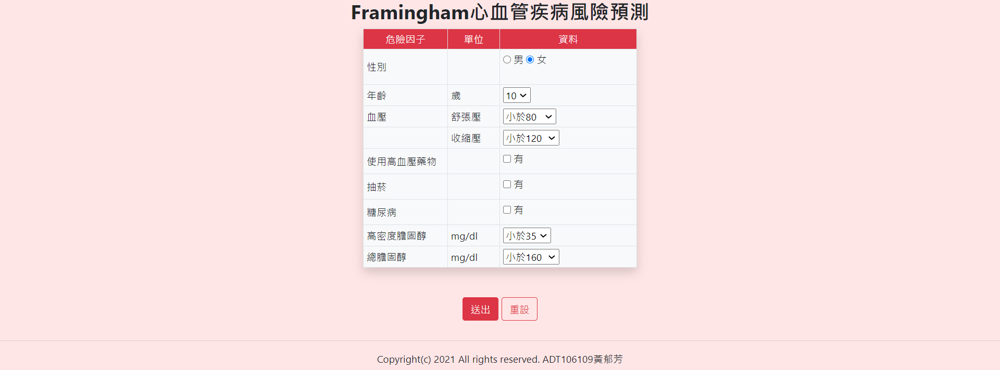 Framingham心血管疾病風險預測
危險因子 單位 資料
性別 男 女
年齡 歲 10
血壓 舒張壓 小於80
收縮壓 小於120
使用高血壓藥物 有
抽菸 有
糖尿病 有
高密度膽固醇 mg/dl 小於35
總膽固醇 mg/dl 小於160
送出 重設
Copyright(c) 2021 All rights reserved. ADT106109黃郁芳